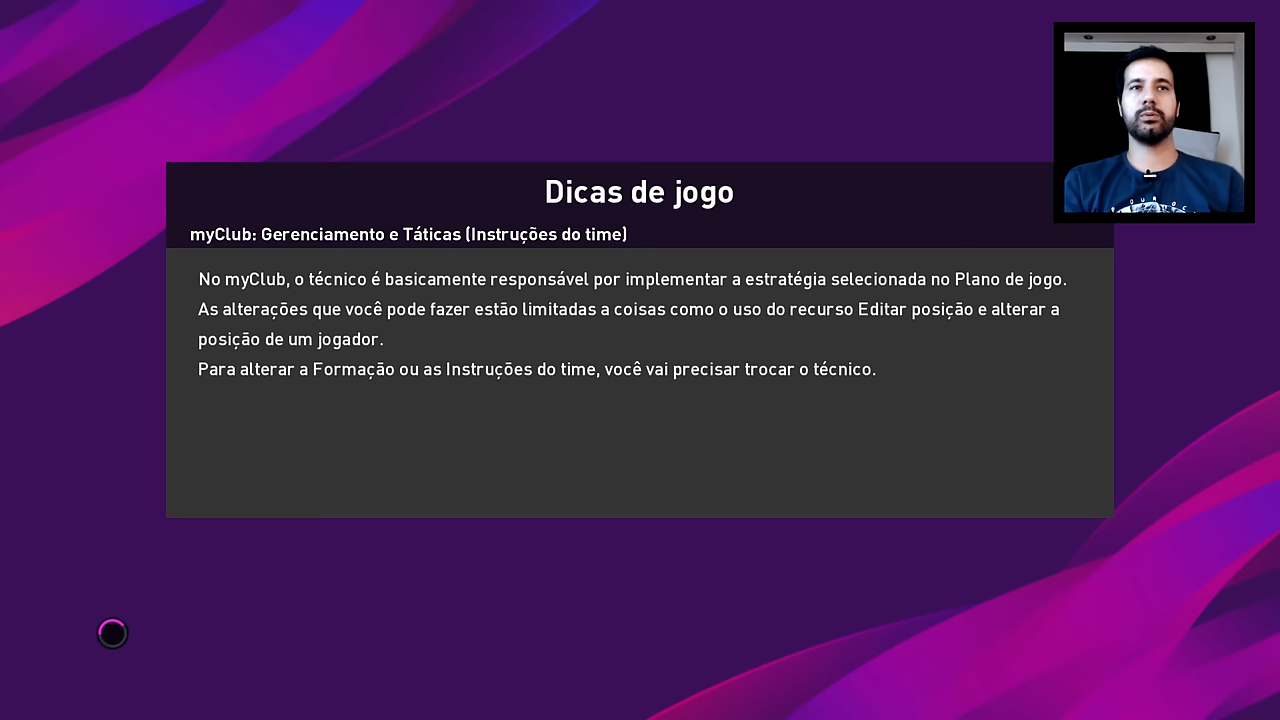 Dicas de jogo
myClub: Gerenciamento e Táticas (Instruções do time)
No myClub, o técnico é basicamente responsável por implementar a estratégia selecionada no Plano de jogo.
As alterações que você pode fazer estão limitadas a coisas como o uso do recurso Editar posição e alterar a
posição de um jogador.
Para alterar a Formação ou as Instruções do time, você vai precisar trocar o técnico.